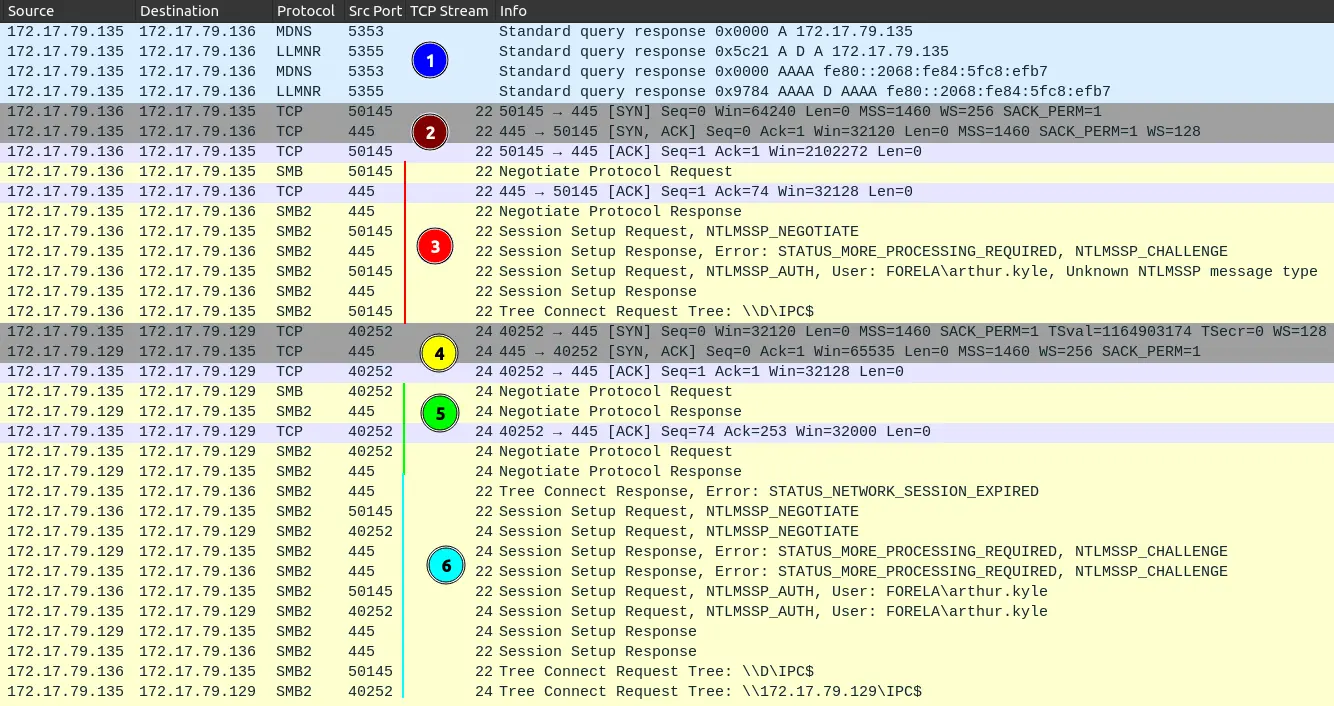 Source Destination Protocol Src Port TCP Stream Info
172.17.79.135 172.17.79.136 MDNS 5353 Standard query response 0x0000 A 172.17.79.135
172.17.79.135 172.17.79.136 LLMNR 5355 1 Standard query response 0x5c21 A D A 172.17.79.135
172.17.79.135 172.17.79.136 MDNS 5353 Standard query response 0x0000 AAAA fe80::2068:fe84:5fc8:efb7
172.17.79.135 172.17.79.136 LLMNR 5355 Standard query response 0x9784 AAAA D AAAA fe80::2068:fe84:5fc8:efb7
172.17.79.136 172.17.79.135 TCP 50145 22 50145 → 445 [SYN] Seq=0 Win=64240 Len=0 MSS=1460 WS=256 SACK_PERM=1
172.17.79.135 172.17.79.136 TCP 445 2 22 445 → 50145 [SYN, ACK] Seq=0 Ack=1 Win=32120 Len=0 MSS=1460 SACK_PERM=1 WS=128
172.17.79.136 172.17.79.135 TCP 50145 22 50145 → 445 [ACK] Seq=1 Ack=1 Win=2102272 Len=0
172.17.79.136 172.17.79.135 SMB 50145 22 Negotiate Protocol Request
172.17.79.135 172.17.79.136 TCP 445 22 445 → 50145 [ACK] Seq=1 Ack=74 Win=32128 Len=0
172.17.79.135 172.17.79.136 SMB2 445 22 Negotiate Protocol Response
172.17.79.136 172.17.79.135 SMB2 50145 22 Session Setup Request, NTLMSSP_NEGOTIATE
172.17.79.135 172.17.79.136 SMB2 445 3 22 Session Setup Response, Error: STATUS_MORE_PROCESSING_REQUIRED, NTLMSSP_CHALLENGE
172.17.79.136 172.17.79.135 SMB2 50145 22 Session Setup Request, NTLMSSP_AUTH, User: FORELA\arthur.kyle, Unknown NTLMSSP message type
172.17.79.135 172.17.79.136 SMB2 445 22 Session Setup Response
172.17.79.136 172.17.79.135 SMB2 50145 22 Tree Connect Request Tree: \\D\IPC$
172.17.79.135 172.17.79.129 TCP 40252 24 40252 → 445 [SYN] Seq=0 Win=32120 Len=0 MSS=1460 SACK_PERM=1 TSval=1164903174 TSecr=0 WS=128
172.17.79.129 172.17.79.135 TCP 445 4 24 445 → 40252 [SYN, ACK] Seq=0 Ack=1 Win=65535 Len=0 MSS=1460 WS=256 SACK_PERM=1
172.17.79.135 172.17.79.129 TCP 40252 24 40252 → 445 [ACK] Seq=1 Ack=1 Win=32128 Len=0
172.17.79.135 172.17.79.129 SMB 40252 24 Negotiate Protocol Request
172.17.79.129 172.17.79.135 SMB2 445 5 24 Negotiate Protocol Response
172.17.79.135 172.17.79.129 TCP 40252 24 40252 → 445 [ACK] Seq=74 Ack=253 Win=32000 Len=0
172.17.79.135 172.17.79.129 SMB2 40252 24 Negotiate Protocol Request
172.17.79.129 172.17.79.135 SMB2 445 24 Negotiate Protocol Response
172.17.79.135 172.17.79.136 SMB2 445 22 Tree Connect Response, Error: STATUS_NETWORK_SESSION_EXPIRED
172.17.79.136 172.17.79.135 SMB2 50145 22 Session Setup Request, NTLMSSP_NEGOTIATE
172.17.79.135 172.17.79.129 SMB2 40252 24 Session Setup Request, NTLMSSP_NEGOTIATE
172.17.79.129 172.17.79.135 SMB2 445 24 Session Setup Response, Error: STATUS_MORE_PROCESSING_REQUIRED, NTLMSSP_CHALLENGE
172.17.79.135 172.17.79.136 SMB2 445 6 22 Session Setup Response, Error: STATUS_MORE_PROCESSING_REQUIRED, NTLMSSP_CHALLENGE
172.17.79.136 172.17.79.135 SMB2 50145 22 Session Setup Request, NTLMSSP_AUTH, User: FORELA\arthur.kyle
172.17.79.135 172.17.79.129 SMB2 40252 24 Session Setup Request, NTLMSSP_AUTH, User: FORELA\arthur.kyle
172.17.79.129 172.17.79.135 SMB2 445 24 Session Setup Response
172.17.79.135 172.17.79.136 SMB2 445 22 Session Setup Response
172.17.79.136 172.17.79.135 SMB2 50145 22 Tree Connect Request Tree: \\D\IPC$
172.17.79.135 172.17.79.129 SMB2 40252 24 Tree Connect Request Tree: \\172.17.79.129\IPC$